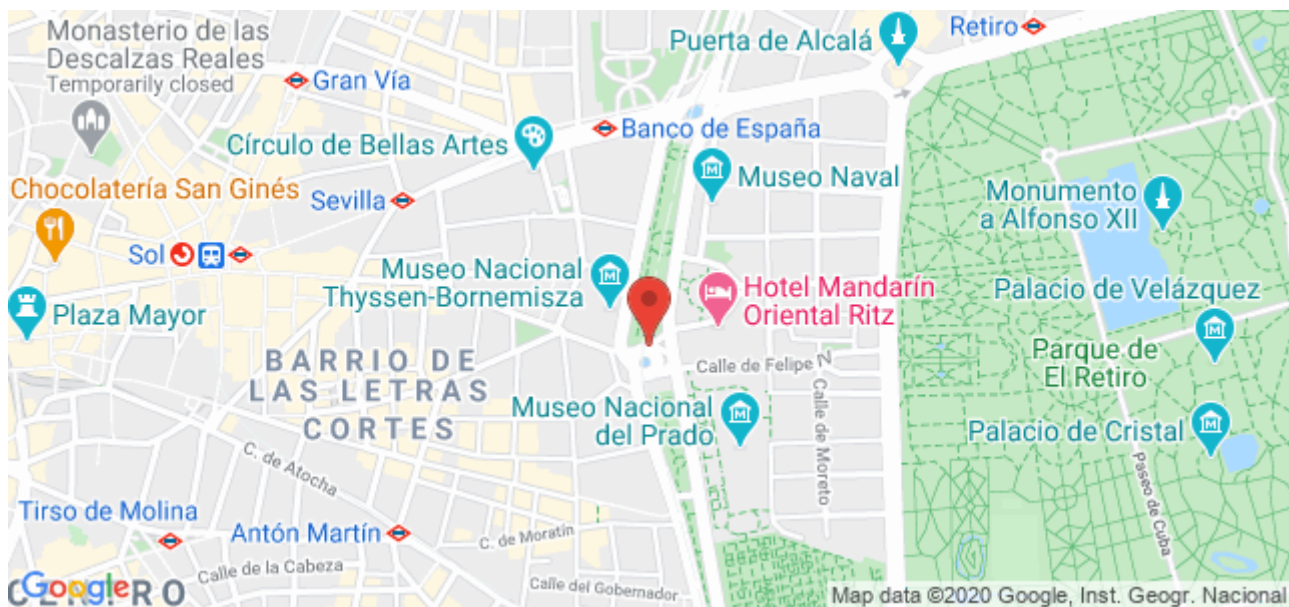 Monasterio de las
Descalzas Reales
Temporarily closed
Gran Vía
Puerta de Alcalá
Retiro
Círculo de Bellas Artes
Banco de España
Chocolatería San Ginés
Sevilla
Museo Naval
Monumento
a Alfonso XII
Sol
Museo Nacional
Thyssen-Bornemisza
Hotel Mandarín
Oriental Ritz
Palacio de Velázquez
Plaza Mayor
BARRIO DE
LAS LETRAS
CORTES
Calle de Felipe
Parque de
El Retiro
Museo Nacional
del Prado
Calle de Moreto
Palacio de Cristal
C. de Atocha
Paseo de Cuba
Tirso de Molina
Antón Martín
C. de Moratín
Calle de la Cabeza
Calle del Gobernador
Google
Map data ©2020 Google, Inst. Geogr. Nacional